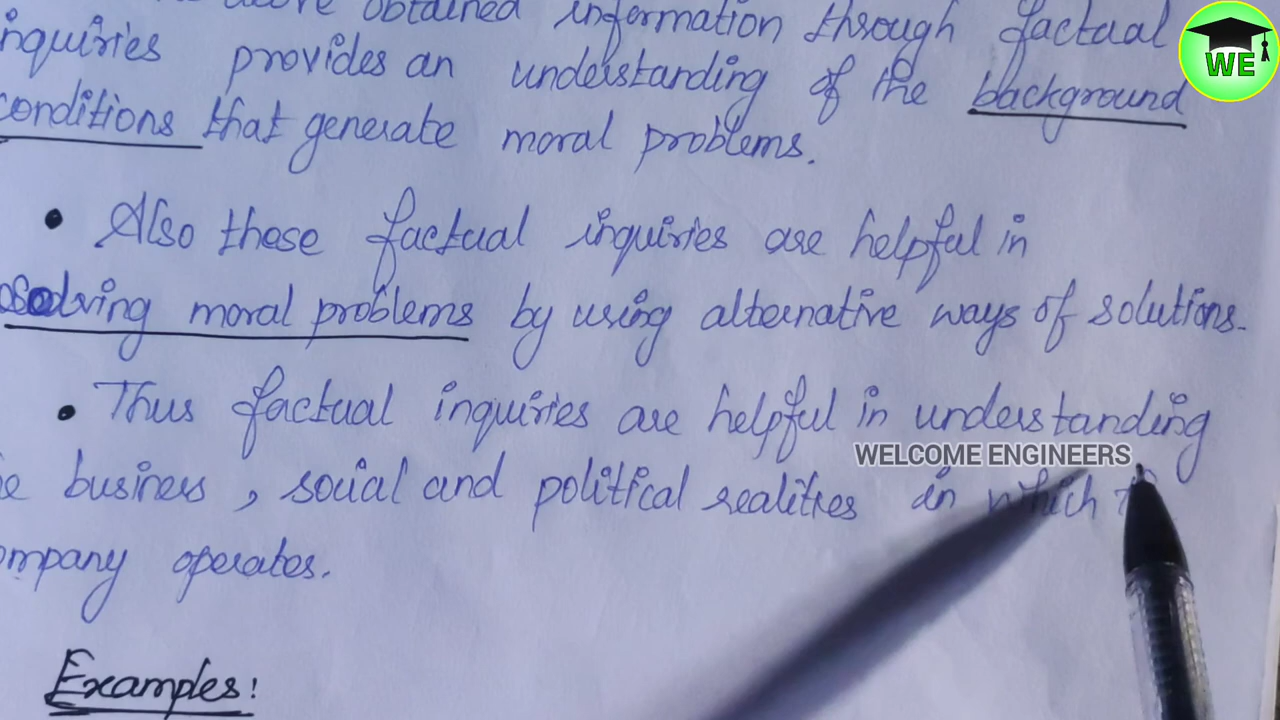 above obtained information through factual
inquiries provides an understanding of the background
conditions that generate moral problems.
• Also these factual inquiries are helpful in
solving moral problems by using alternative ways of solutions.
• Thus factual inquiries are helpful in understanding
business, social and political realities in which
company operates.
Examples:
WE
WELCOME ENGINEERS